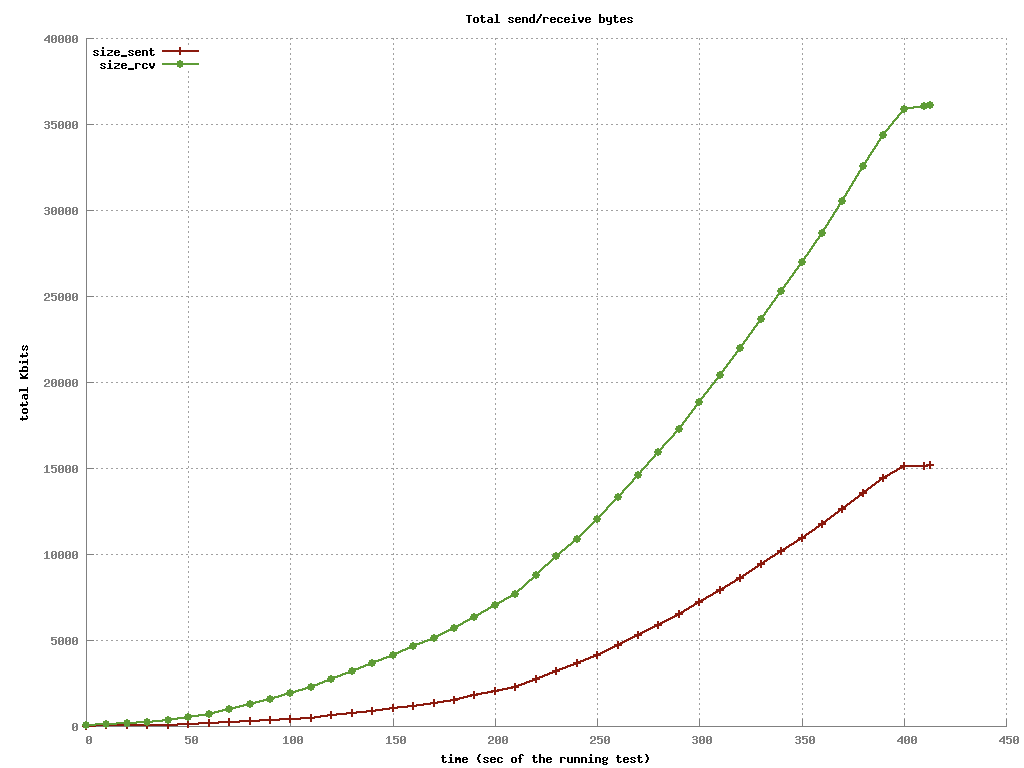 Total send/receive bytes
40000
size_sent
size_rcv
35000
30000
25000
total Kbits
20000
15000
10000
5000
0
0 50 100 150 200 250 300 350 400 450
time (sec of the running test)